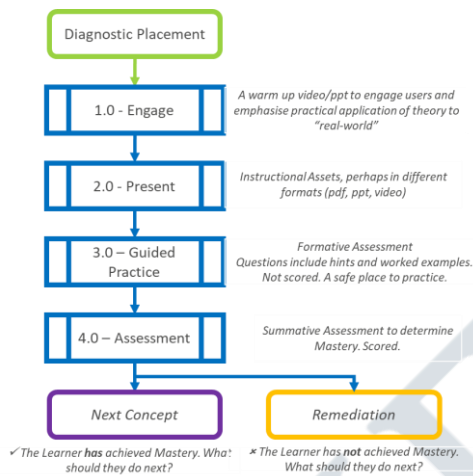 Diagnostic Placement
1.0 - Engage
A warm up video/ppt to engage users and
emphasise practical application of theory to
"real-world"
2.0 - Present
Instructional Assets, perhaps in different
formats (pdf, ppt, video)
3.0 – Guided
Practice
Formative Assessment
Questions include hints and worked examples.
Not scored. A safe place to practice.
4.0 – Assessment
Summative Assessment to determine
Mastery. Scored.
Next Concept
Remediation
✓ The Learner has achieved Mastery. What
should they do next?
× The Learner has not achieved Mastery.
What should they do next?